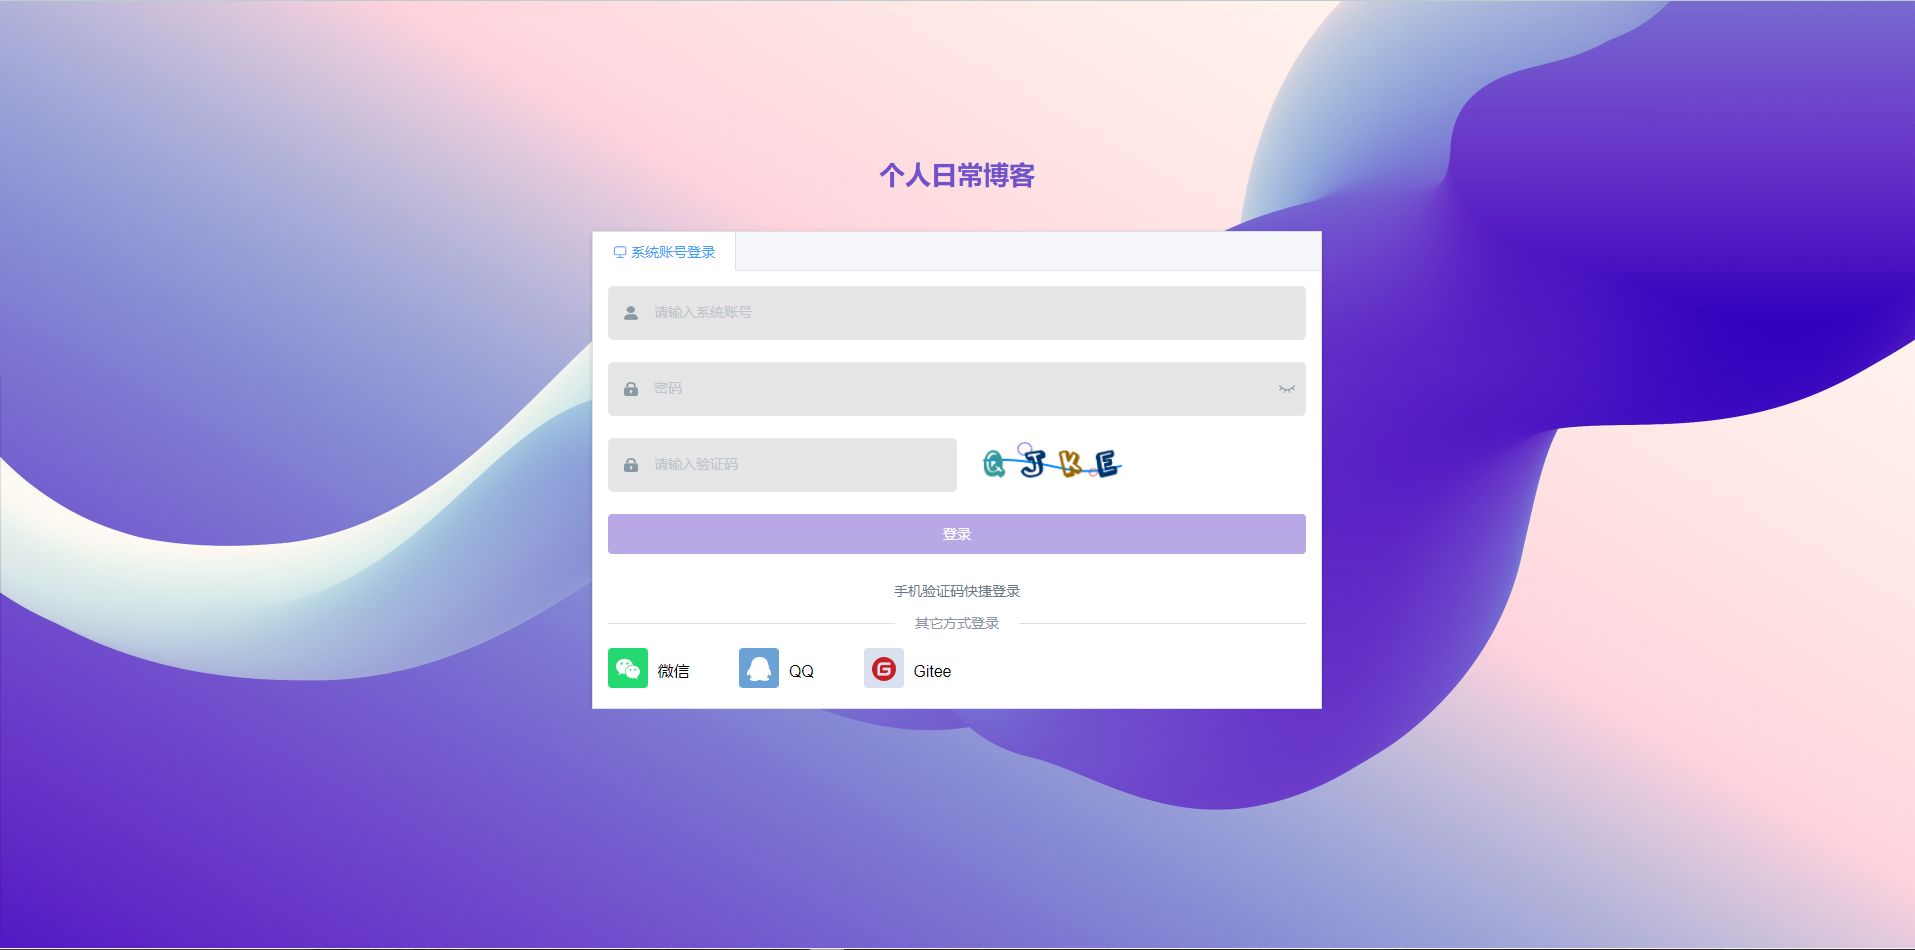 个人日常博客
系统账号登录
请输入系统账号
密码
请输入验证码
QJKE
登录
手机验证码快捷登录
其它方式登录
微信 QQ Gitee